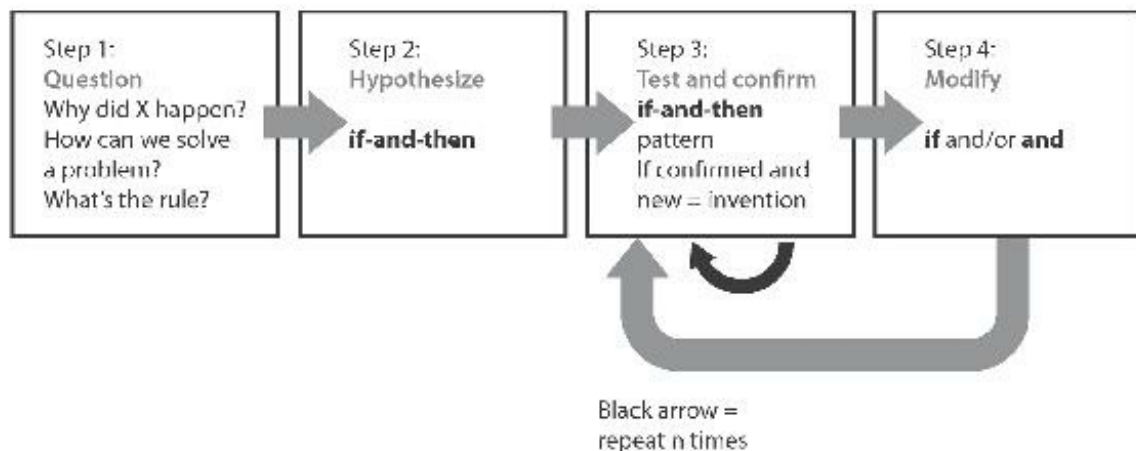 Step 1:
Question
Why did X happen?
How can we solve
a problem?
What's the rule?
Step 2:
Hypothesize
if-and-then
Step 3:
Test and confirm
if-and-then
pattern
If confirmed and
new = invention
Step 4:
Modify
if and/or and
Black arrow =
repeat n times